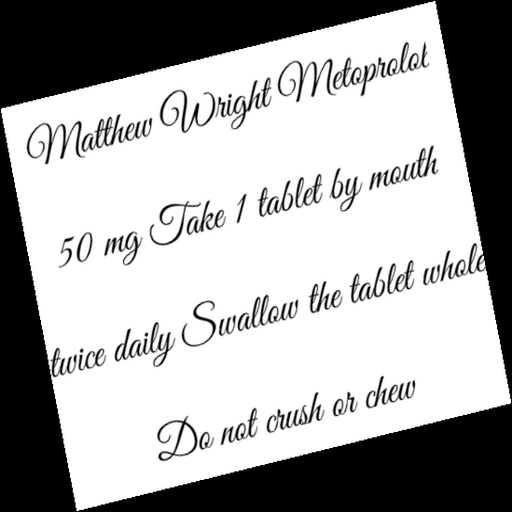 Matthew Wright Metoprolol
50 mg Take 1 tablet by mouth
twice daily Swallow the tablet whole
Do not crush or chew